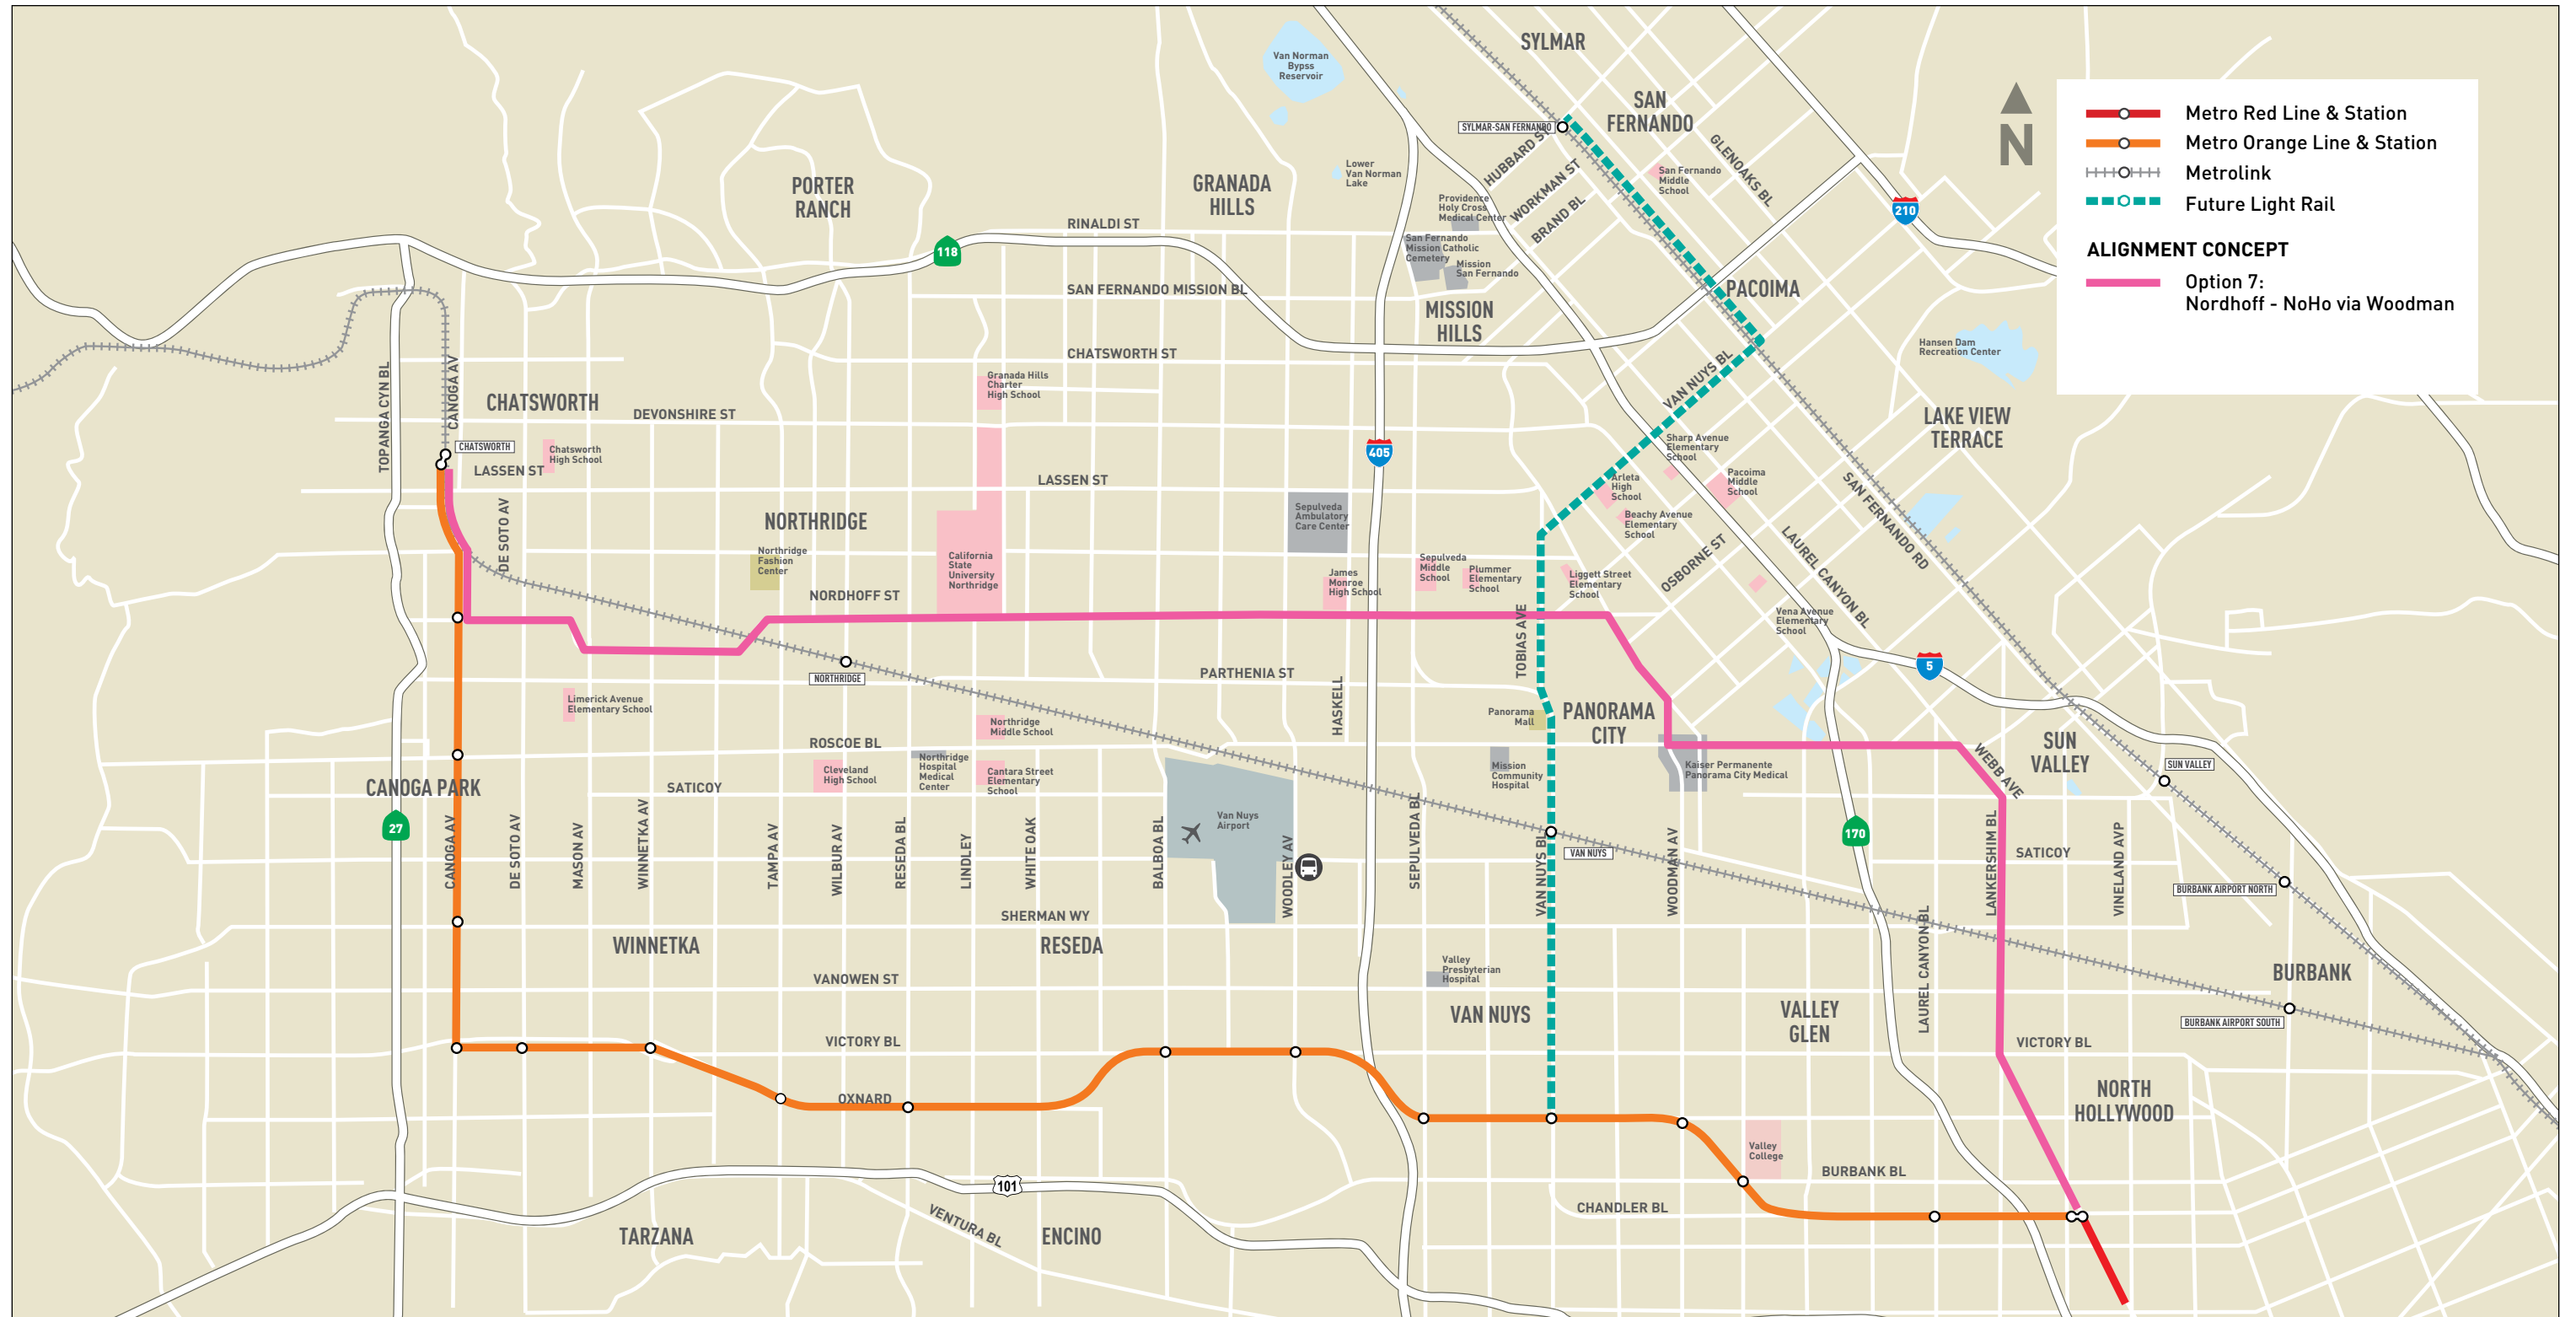 SYLMAR
SAN
FERNANDO
Van Norman
Bypss
Reservoir
SYLMAR-SAN FERNANDO
HUBBARD ST
WORKMAN ST
BRAND BL
GLENOAKS BL
San Fernando
Middle
School
N
Metro Red Line & Station
Metro Orange Line & Station
Metrolink
Future Light Rail
ALIGNMENT CONCEPT
Option 7:
Nordhoff - NoHo via Woodman
210
Lower
Van Norman
Lake
PORTER
RANCH
GRANADA
HILLS
Providence
Holy Cross
Medical Center
San Fernando
Mission Catholic
Cemetery
Mission
San Fernando
RINALDI ST
118
SAN FERNANDO MISSION BL
MISSION
HILLS
PACOIMA
Hansen Dam
Recreation Center
CHATSWORTH ST
VAN NUYS BL
TOPANGA CYN BL
CANOGA AV
CHATSWORTH
Granada Hills
Charter
High School
DEVONSHIRE ST
LAKE VIEW
TERRACE
CHATSWORTH
Chatsworth
High School
LASSEN ST
LASSEN ST
405
Sharp Avenue
Elementary
School
Pacoima
Middle
School
Arleta
High
School
Beachy Avenue
Elementary
School
SAN FERNANDO RD
LAUREL CANYON BL
OSBORNE ST
DE SOTO AV
NORTHRIDGE
Northridge
Fashion
Center
California
State
University
Northridge
Sepulveda
Ambulatory
Care Center
James
Monroe
High School
Sepulveda
Middle
School
Plummer
Elementary
School
Liggett Street
Elementary
School
Vena Avenue
Elementary
School
NORDHOFF ST
TOBIAS AVE
5
NORTHRIDGE
PARTHENIA ST
HASKELL
Limerick Avenue
Elementary School
Northridge
Middle School
Panorama
Mall
PANORAMA
CITY
ROSCOE BL
Northridge
Hospital
Medical
Center
Cleveland
High School
Cantara Street
Elementary
School
Mission
Community
Hospital
Kaiser Permanente
Panorama City Medical
WEBB AVE
SUN
VALLEY
SUN VALLEY
CANOGA PARK
SATICOY
27
Van Nuys
Airport
170
CANOGA AV
DE SOTO AV
MASON AV
WINNETKA AV
TAMPA AV
WILBUR AV
RESEDA BL
LINDLEY
WHITE OAK
BALBOA BL
WOODLEY AV
SEPULVEDA BL
VAN NUYS BL
VAN NUYS
WOODMAN AV
LAUREL CANYON BL
LANKERSHIM BL
SATICOY
VINELAND AVP
BURBANK AIRPORT NORTH
SHERMAN WY
WINNETKA
RESEDA
VANOWEN ST
Valley
Presbyterian
Hospital
BURBANK
BURBANK AIRPORT SOUTH
VAN NUYS
VALLEY
GLEN
VICTORY BL
VICTORY BL
OXNARD
NORTH
HOLLYWOOD
Valley
College
BURBANK BL
101
CHANDLER BL
VENTURA BL
TARZANA
ENCINO